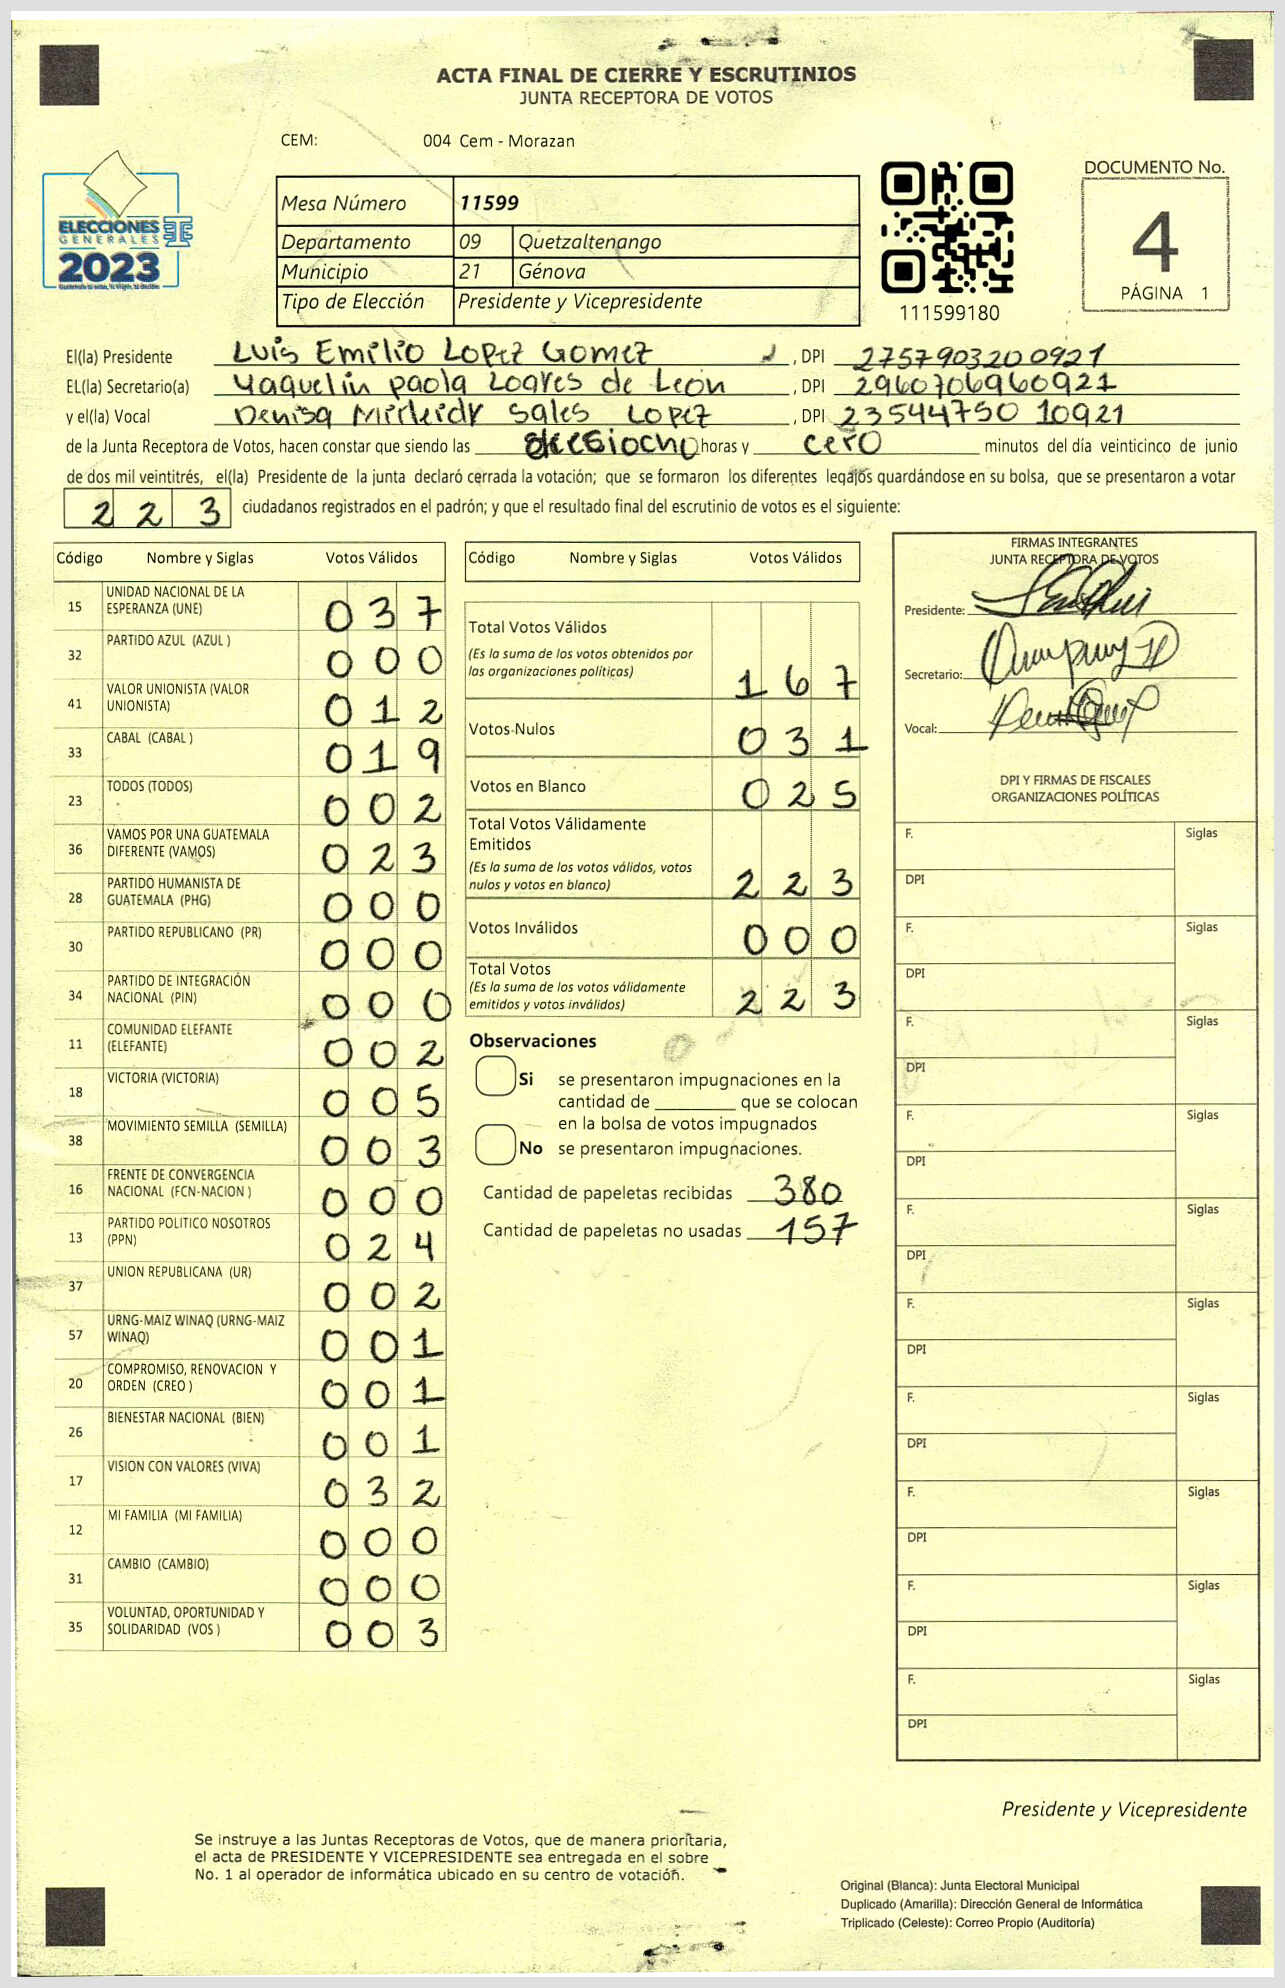 ACTA FINAL DE CIERRE Y ESCRUTINIOS
JUNTA RECEPTORA DE VOTOS
CEM: 004 Cem - Morazan
ELECCIONES
GENERALES
2023
Mesa Número 11599
Departamento 09 Quetzaltenango
Municipio 21 Génova
Tipo de Elección Presidente y Vicepresidente
111599180
DOCUMENTO No.
4
PÁGINA 1
El(la) Presidente Luis Emilio Lopez Gomez , DPI 2757903200921
EL(la) Secretario(a) Yaquelin paola Loares de Leon , DPI 2960706960921
y el(la) Vocal Denisa Mirleidy Sales Lopez , DPI 23544750 10921
de la Junta Receptora de Votos, hacen constar que siendo las diesiocho horas y cero minutos del día veinticinco de junio
de dos mil veintitrés, el(la) Presidente de la junta declaró cerrada la votación; que se formaron los diferentes legajos quardándose en su bolsa, que se presentaron a votar
223 ciudadanos registrados en el padrón; y que el resultado final del escrutinio de votos es el siguiente:
Código Nombre y Siglas Votos Válidos
15 UNIDAD NACIONAL DE LA
ESPERANZA (UNE) 037
32 PARTIDO AZUL (AZUL ) 000
41 VALOR UNIONISTA (VALOR
UNIONISTA) 012
33 CABAL (CABAL ) 019
23 TODOS (TODOS) 002
36 VAMOS POR UNA GUATEMALA
DIFERENTE (VAMOS) 023
28 PARTIDO HUMANISTA DE
GUATEMALA (PHG) 000
30 PARTIDO REPUBLICANO (PR) 000
34 PARTIDO DE INTEGRACIÓN
NACIONAL (PIN) 000
11 COMUNIDAD ELEFANTE
(ELEFANTE) 002
18 VICTORIA (VICTORIA) 005
38 MOVIMIENTO SEMILLA (SEMILLA) 003
16 FRENTE DE CONVERGENCIA
NACIONAL (FCN-NACION ) 000
13 PARTIDO POLITICO NOSOTROS
(PPN) 024
37 UNION REPUBLICANA (UR) 002
57 URNG-MAIZ WINAQ (URNG-MAIZ
WINAQ) 001
20 COMPROMISO, RENOVACION Y
ORDEN (CREO ) 001
26 BIENESTAR NACIONAL (BIEN) 001
17 VISION CON VALORES (VIVA) 032
12 MI FAMILIA (MI FAMILIA) 000
31 CAMBIO (CAMBIO) 000
35 VOLUNTAD, OPORTUNIDAD Y
SOLIDARIDAD (VOS ) 003
Código Nombre y Siglas Votos Válidos
Total Votos Válidos
(Es la suma de los votos obtenidos por
las organizaciones políticas) 167
Votos Nulos 031
Votos en Blanco 025
Total Votos Válidamente
Emitidos
(Es la suma de los votos válidos, votos
nulos y votos en blanco) 223
Votos Inválidos 000
Total Votos
(Es la suma de los votos válidamente
emitidos y votos inválidos) 223
Observaciones
Si se presentaron impugnaciones en la
cantidad de ________ que se colocan
en la bolsa de votos impugnados
No se presentaron impugnaciones.
Cantidad de papeletas recibidas 380
Cantidad de papeletas no usadas 157
FIRMAS INTEGRANTES
JUNTA RECEPTORA DE VOTOS
Presidente:
Secretario:
Vocal:
DPI Y FIRMAS DE FISCALES
ORGANIZACIONES POLÍTICAS
F. Siglas
DPI
F. Siglas
DPI
F. Siglas
DPI
F. Siglas
DPI
F. Siglas
DPI
F. Siglas
DPI
F. Siglas
DPI
F. Siglas
DPI
F. Siglas
DPI
F. Siglas
DPI
Presidente y Vicepresidente
Se instruye a las Juntas Receptoras de Votos, que de manera prioritaria,
el acta de PRESIDENTE Y VICEPRESIDENTE sea entregada en el sobre
No. 1 al operador de informática ubicado en su centro de votación.
Original (Blanca): Junta Electoral Municipal
Duplicado (Amarilla): Dirección General de Informática
Triplicado (Celeste): Correo Propio (Auditoría)